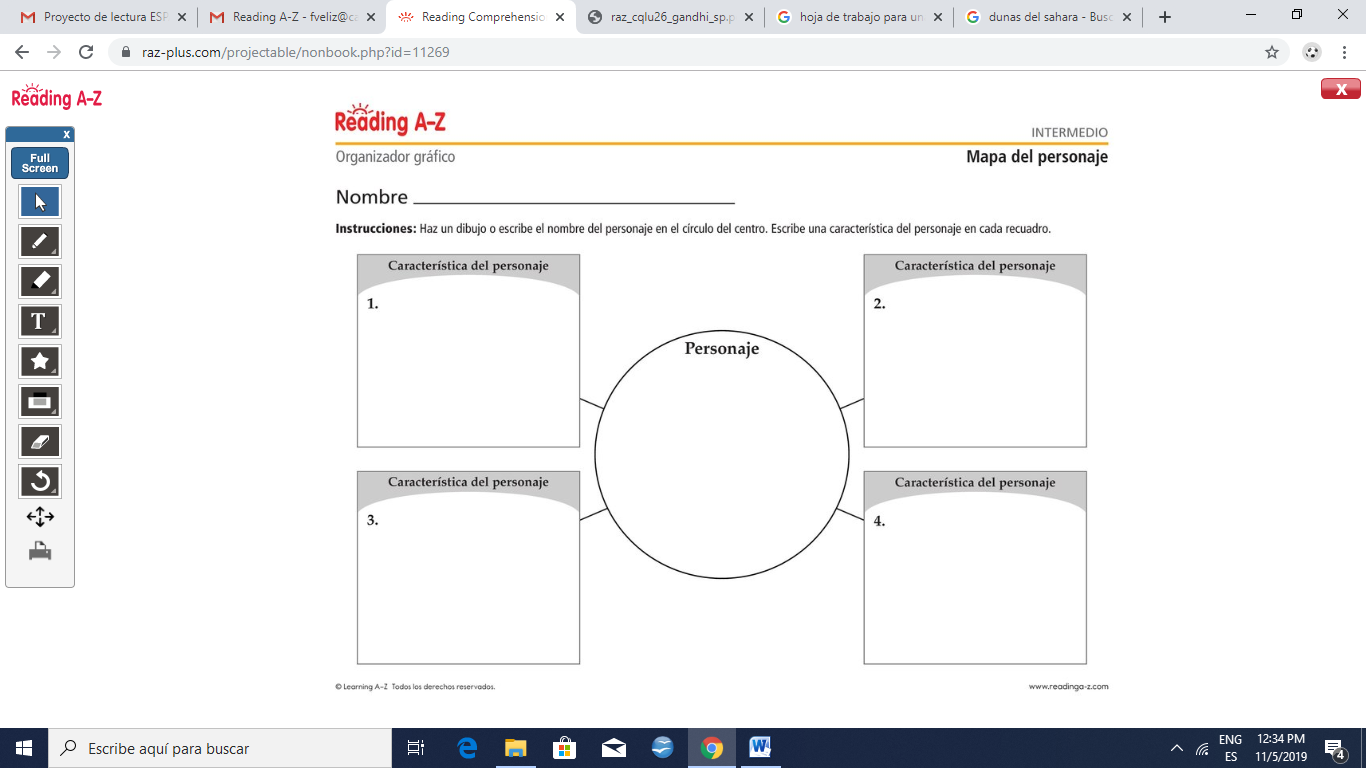 Proyecto de lectura ESP
Reading A-Z - fveliz@ca
Reading Comprehensio
raz_cqlu26_gandhi_sp.p
hoja de trabajo para un
dunas del sahara - Busc
raz-plus.com/projectable/nonbook.php?id=11269
Reading A-Z
X
x
Full
Screen
T
Reading A-Z
INTERMEDIO
Organizador gráfico
Mapa del personaje
Nombre
Instrucciones: Haz un dibujo o escribe el nombre del personaje en el círculo del centro. Escribe una característica del personaje en cada recuadro.
Característica del personaje
1.
Característica del personaje
2.
Personaje
Característica del personaje
3.
Característica del personaje
4.
© Learning A–Z Todos los derechos reservados.
www.readinga-z.com
Escribe aquí para buscar
ENG
ES
12:34 PM
11/5/2019
4